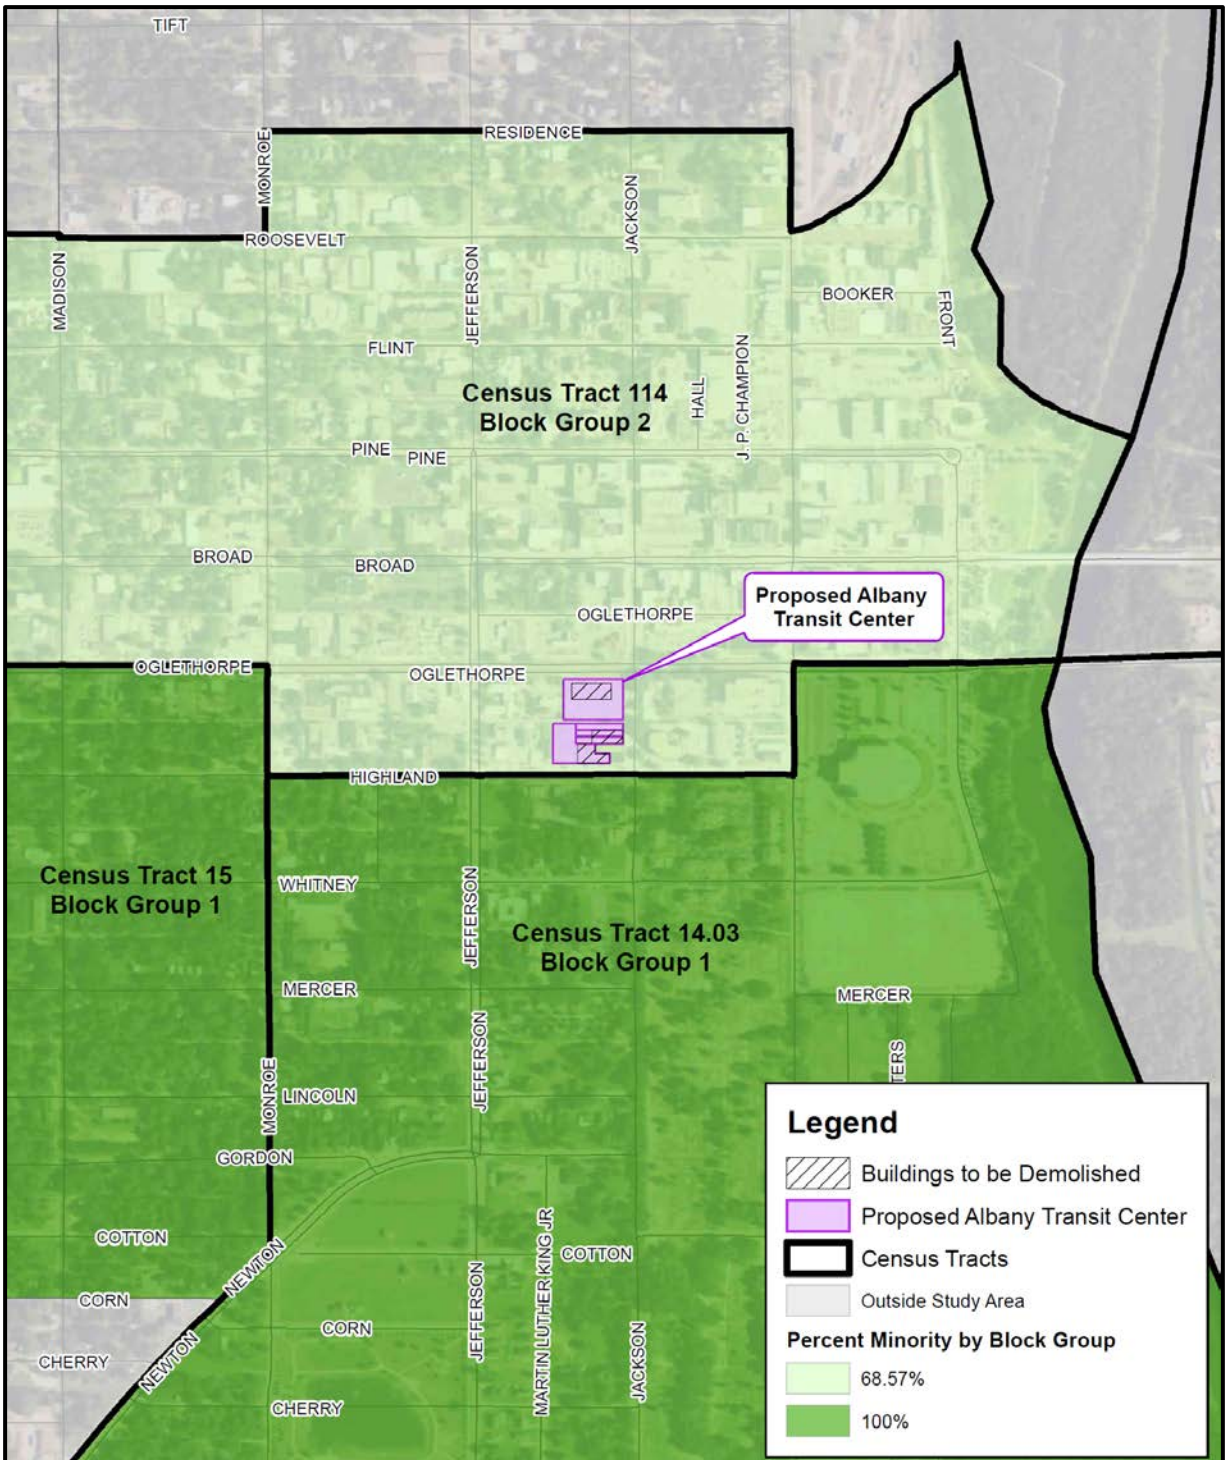 TIFT
RESIDENCE
MONROE
JACKSON
ROOSEVELT
MADISON
JEFFERSON
BOOKER
FRONT
FLINT
J. P. CHAMPION
HALL
Census Tract 114
Block Group 2
PINE
PINE
BROAD
BROAD
Proposed Albany
Transit Center
OGLETHORPE
OGLETHORPE
OGLETHORPE
HIGHLAND
Census Tract 15
Block Group 1
WHITNEY
JEFFERSON
Census Tract 14.03
Block Group 1
MERCER
MERCER
JEFFERSON
TERS
MONROE
LINCOLN
GORDON
COTTON
NEWTON
MARTIN LUTHER KING JR
COTTON
JEFFERSON
CORN
CORN
JACKSON
CHERRY
NEWTON
CHERRY
Legend
Buildings to be Demolished
Proposed Albany Transit Center
Census Tracts
Outside Study Area
Percent Minority by Block Group
68.57%
100%